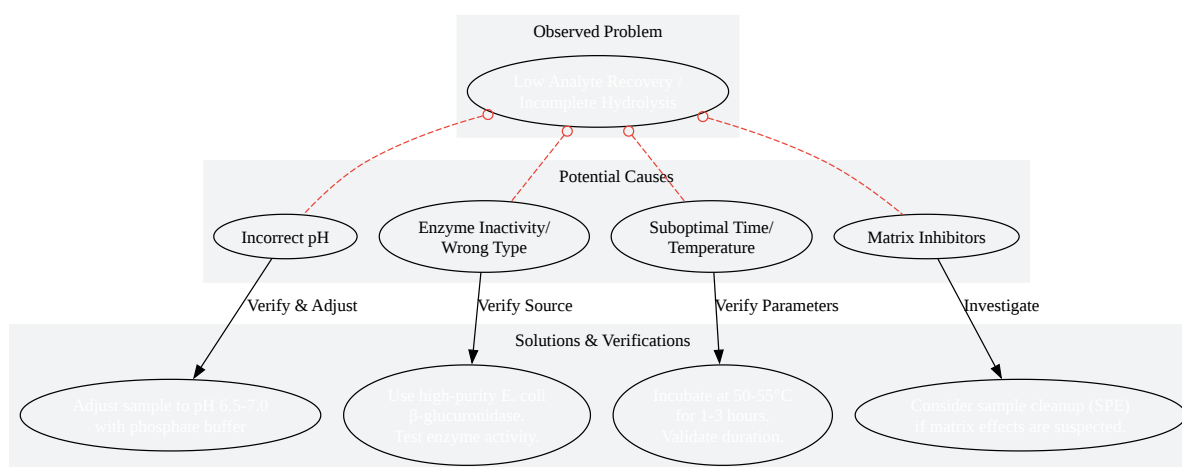 Observed Problem
Low Analyte Recovery /
Incomplete Hydrolysis
Potential Causes
Incorrect pH
Enzyme Inactivity/
Wrong Type
Suboptimal Time/
Temperature
Matrix Inhibitors
Verify & Adjust
Verify Source
Verify Parameters
Investigate
Solutions & Verifications
Adjust sample to pH 6.5-7.0
with phosphate buffer
Use high-purity E. coli
β-glucuronidase.
Test enzyme activity.
Incubate at 50-55°C
for 1-3 hours.
Validate duration.
Consider sample cleanup (SPE)
if matrix effects are suspected.